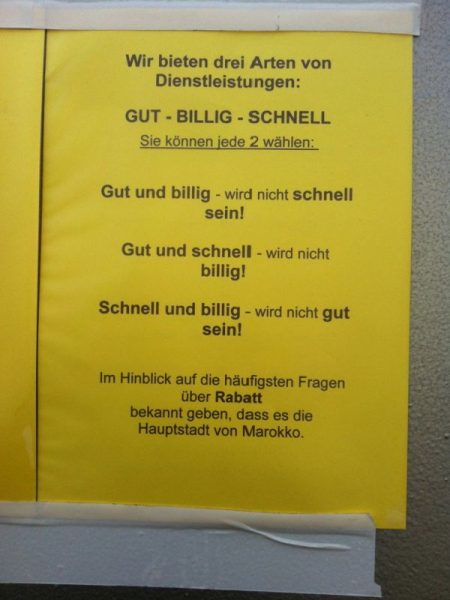 Wir bieten drei Arten von
Dienstleistungen:
GUT - BILLIG - SCHNELL
Sie können jede 2 wählen:
Gut und billig - wird nicht schnell
sein!
Gut und schnell - wird nicht
billig!
Schnell und billig - wird nicht gut
sein!
Im Hinblick auf die häufigsten Fragen
über Rabatt
bekannt geben, dass es die
Hauptstadt von Marokko.